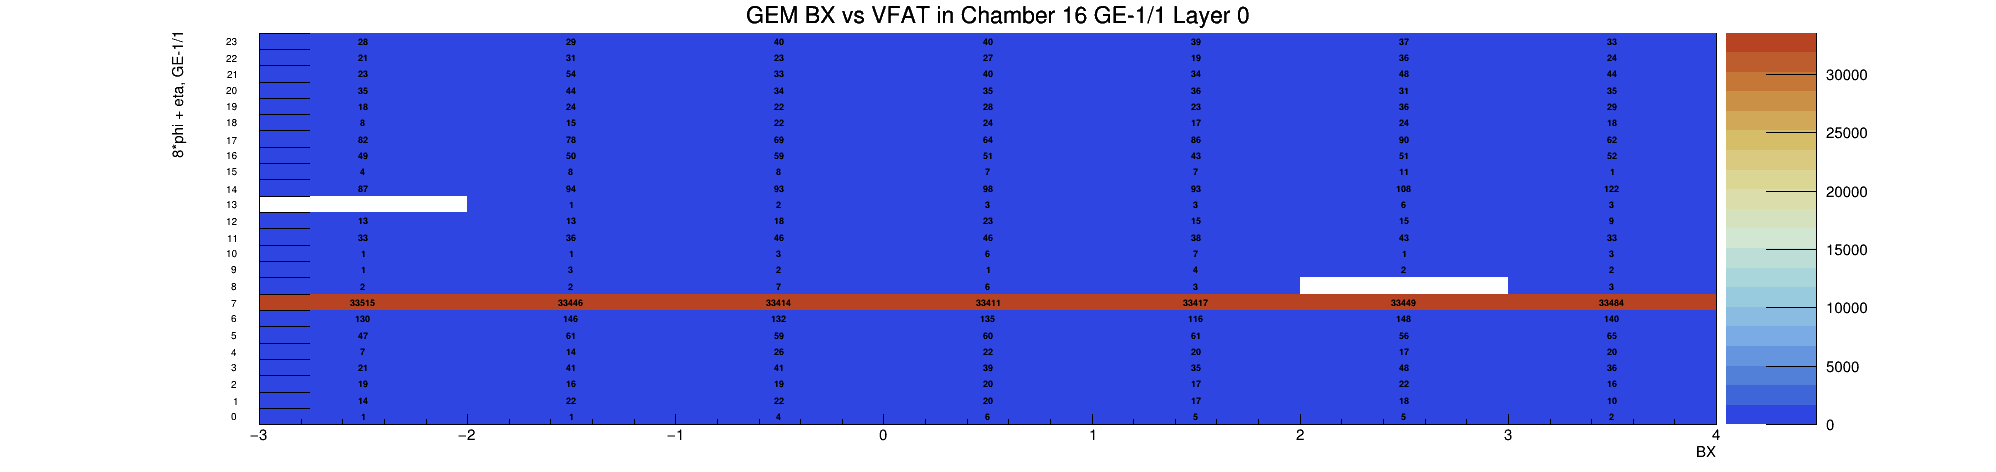 GEM BX vs VFAT in Chamber 16 GE-1/1 Layer 0
8*phi + eta, GE-1/1
23 28 29 40 40 39 37 33
22 21 31 23 27 19 36 24
21 23 54 33 40 34 48 44
20 35 44 34 35 36 31 35
19 18 24 22 28 23 36 29
18 8 15 22 24 17 24 18
17 82 78 69 64 86 90 62
16 49 50 59 51 43 51 52
15 4 8 8 7 7 11 1
14 87 94 93 98 93 108 122
13 1 2 3 3 6 3
12 13 13 18 23 15 15 9
11 33 36 46 46 38 43 33
10 1 1 3 6 7 1 3
9 1 3 2 1 4 2 2
8 2 2 7 6 3 3
7 33515 33446 33414 33411 33417 33449 33484
6 130 146 132 135 116 148 140
5 47 61 59 60 61 56 65
4 7 14 26 22 20 17 20
3 21 41 41 39 35 48 36
2 19 16 19 20 17 22 16
1 14 22 22 20 17 18 10
0 1 1 4 6 5 5 2
−3 −2 −1 0 1 2 3 4
BX
30000
25000
20000
15000
10000
5000
0